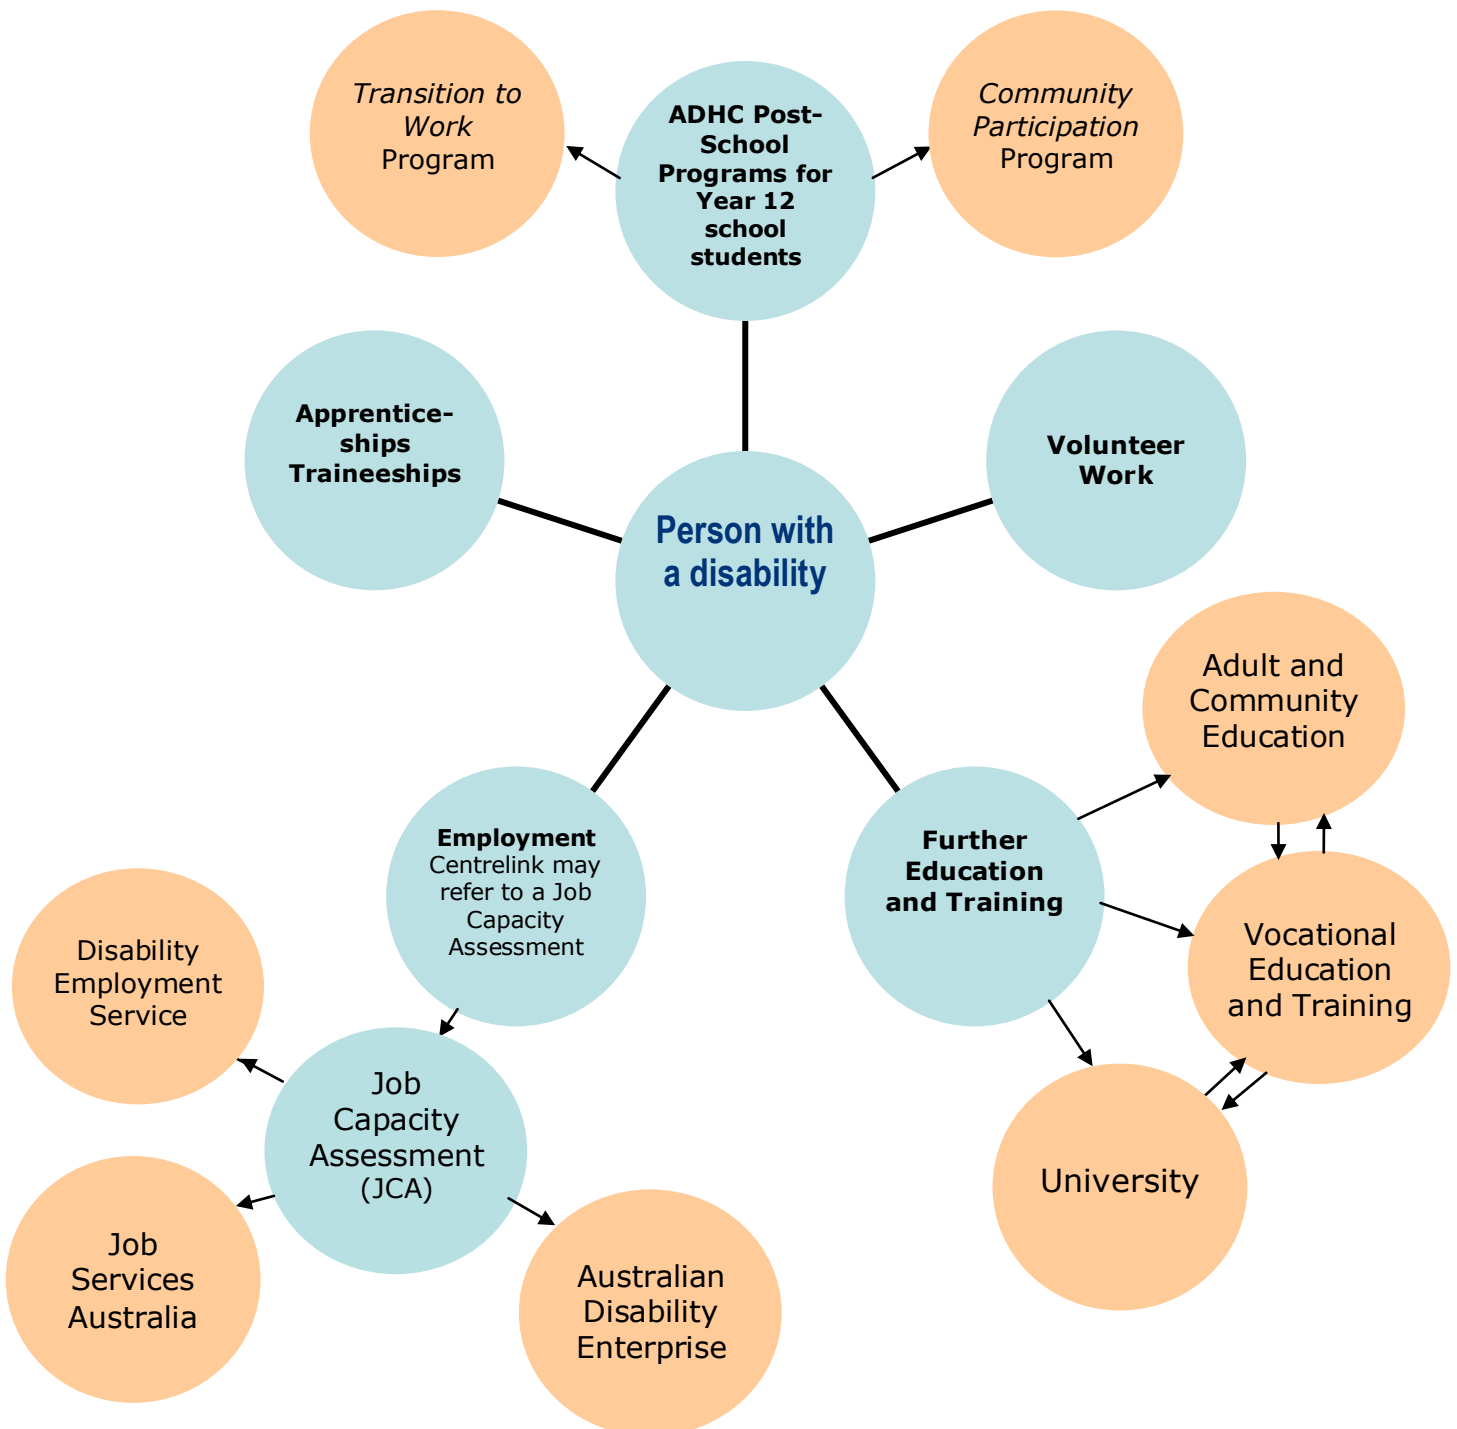 Transition to
Work
Program
ADHC Post-
School
Programs for
Year 12
school
students
Community
Participation
Program
Apprentice-
ships
Traineeships
Volunteer
Work
Person with
a disability
Adult and
Community
Education
Employment
Centrelink may
refer to a Job
Capacity
Assessment
Further
Education
and Training
Vocational
Education
and Training
Disability
Employment
Service
Job
Capacity
Assessment
(JCA)
University
Job
Services
Australia
Australian
Disability
Enterprise